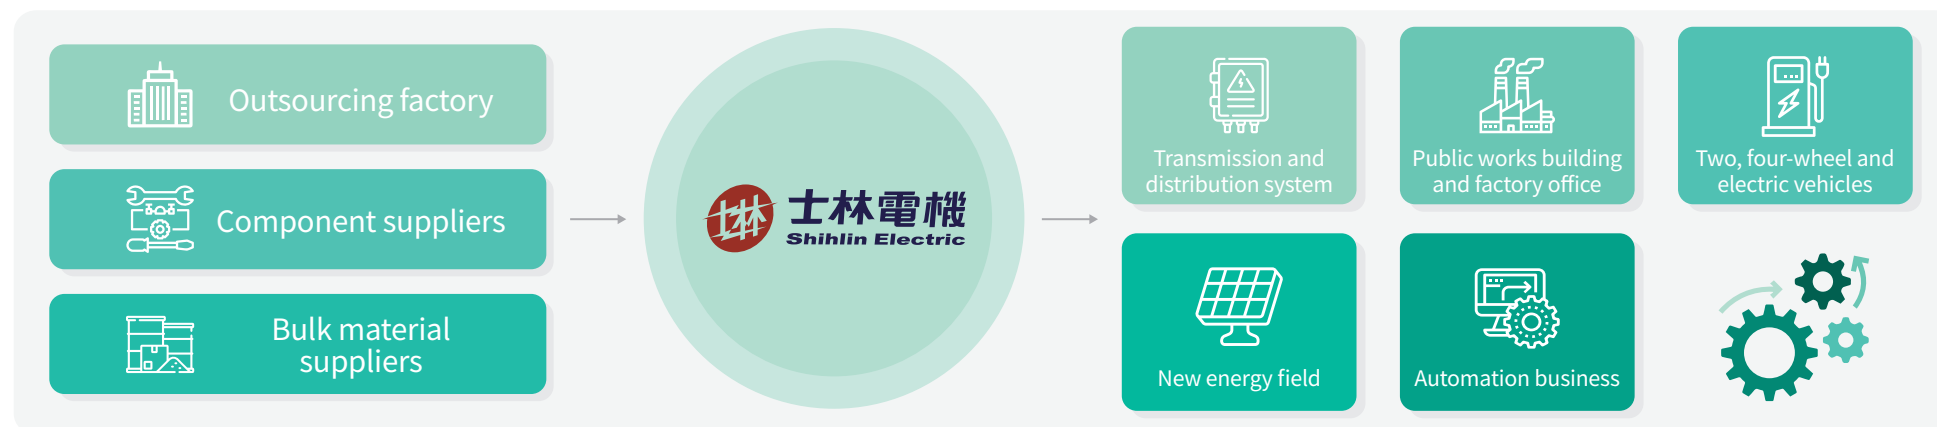 Outsourcing factory
Component suppliers
Bulk material
suppliers
士林電機
Shihlin Electric
Transmission and
distribution system
Public works building
and factory office
Two, four-wheel and
electric vehicles
New energy field
Automation business